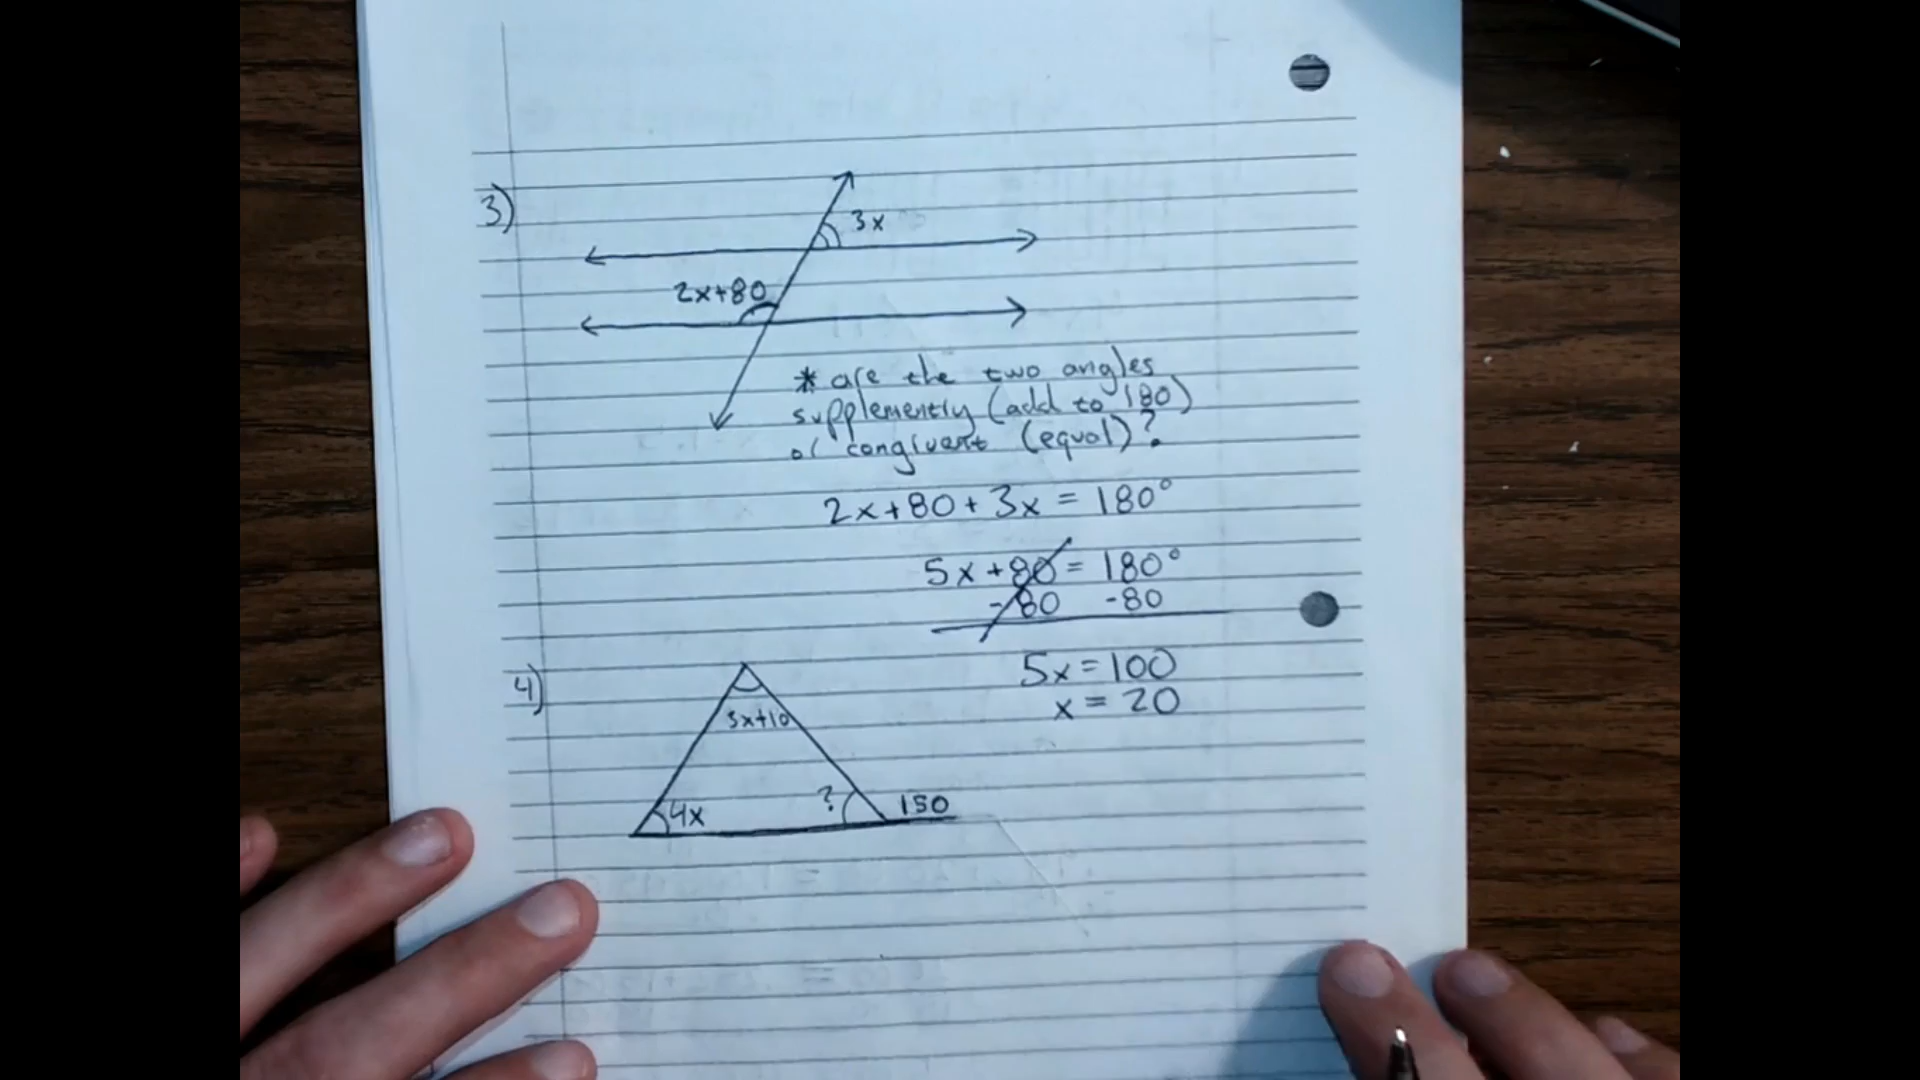 3)
3x
2x+80
* are the two angles
supplementry (add to 180)
or congruent (equal)?
2x+80+3x = 180°
5x+80= 180°
-80 -80
5x=100
x = 20
4)
3x+10
4x
?
150